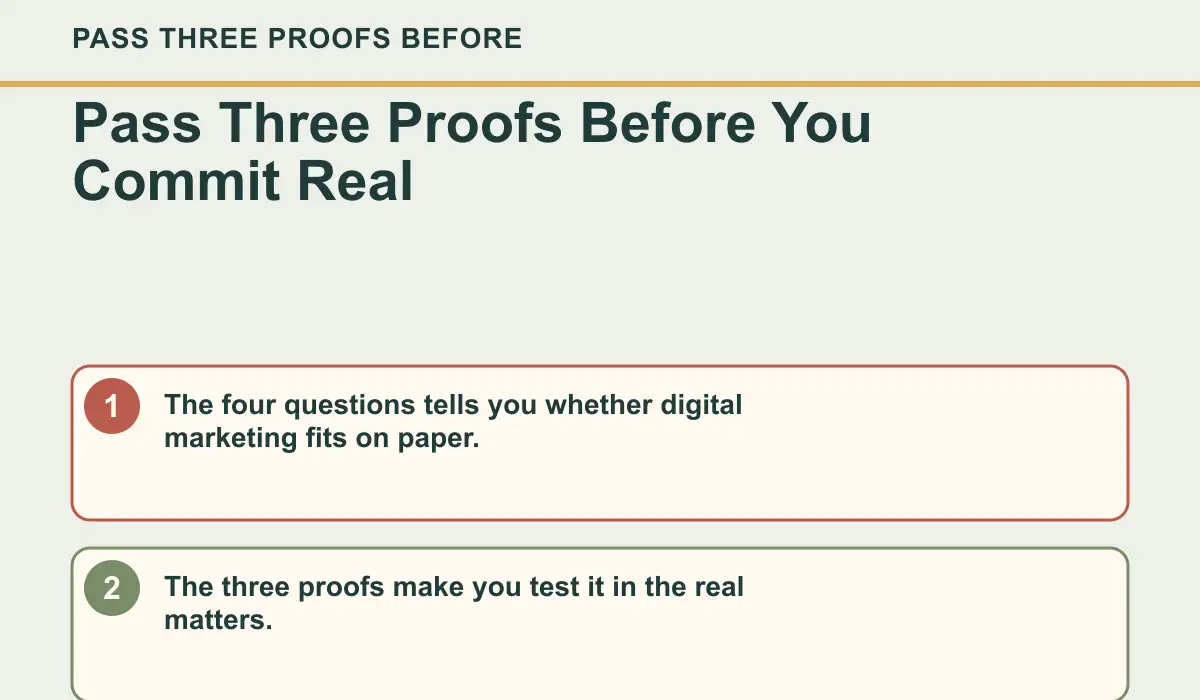 PASS THREE PROOFS BEFORE
Pass Three Proofs Before You
Commit Real
1
The four questions tells you whether digital
marketing fits on paper.
2
The three proofs make you test it in the real
matters.